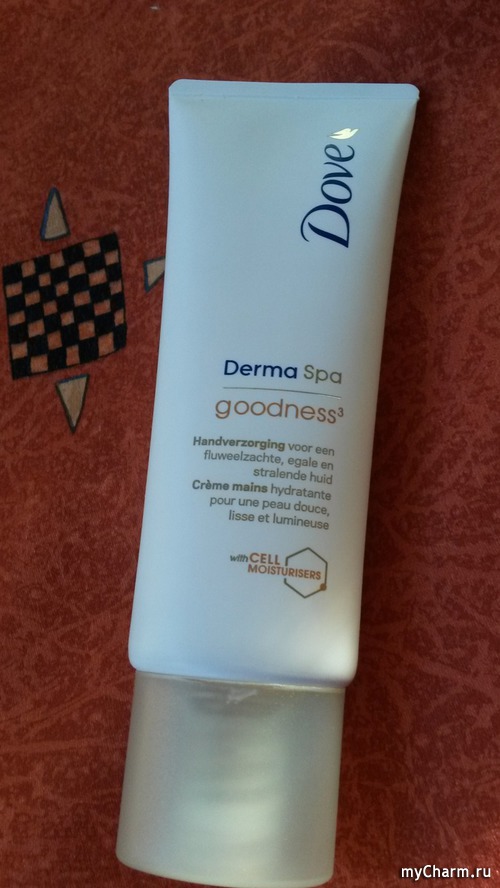 Dove
Derma Spa
goodness³
Handverzorging voor een
fluweelzachte, egale en
stralende huid
Crème mains hydratante
pour une peau douce,
lisse et lumineuse
with CELL
MOISTURISERS
myCharm.ru